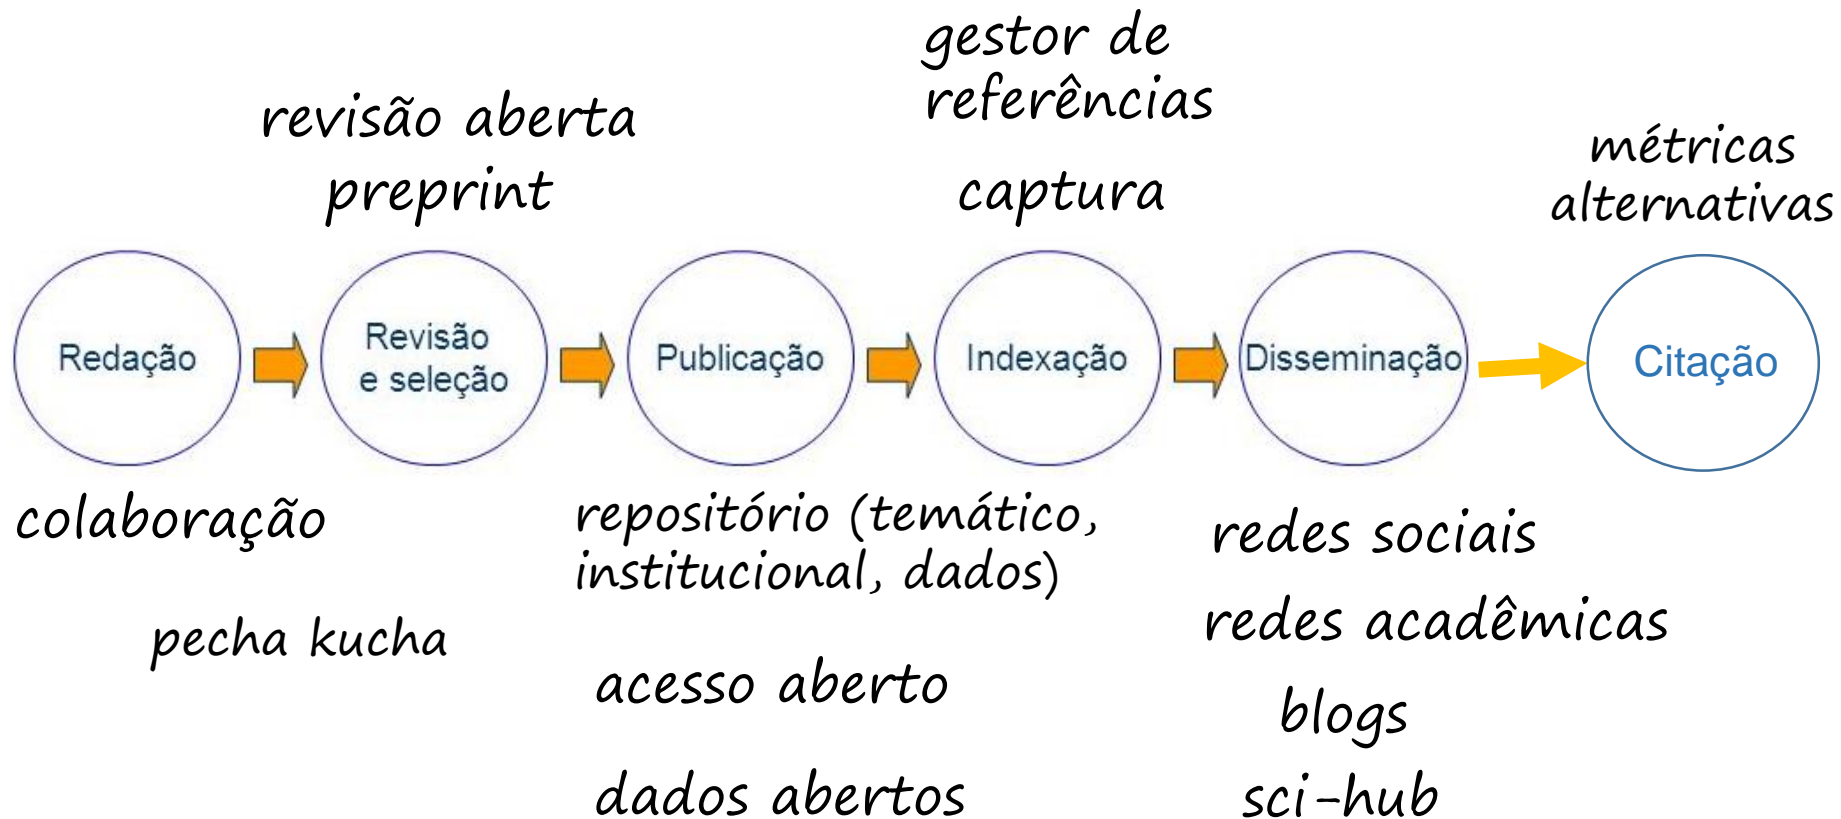 gestor de
referências
revisão aberta
preprint
captura
métricas
alternativas
Redação
Revisão
e seleção
Publicação
Indexação
Disseminação
Citação
colaboração
repositório (temático,
institucional, dados)
redes sociais
pecha kucha
redes acadêmicas
acesso aberto
blogs
dados abertos
sci-hub